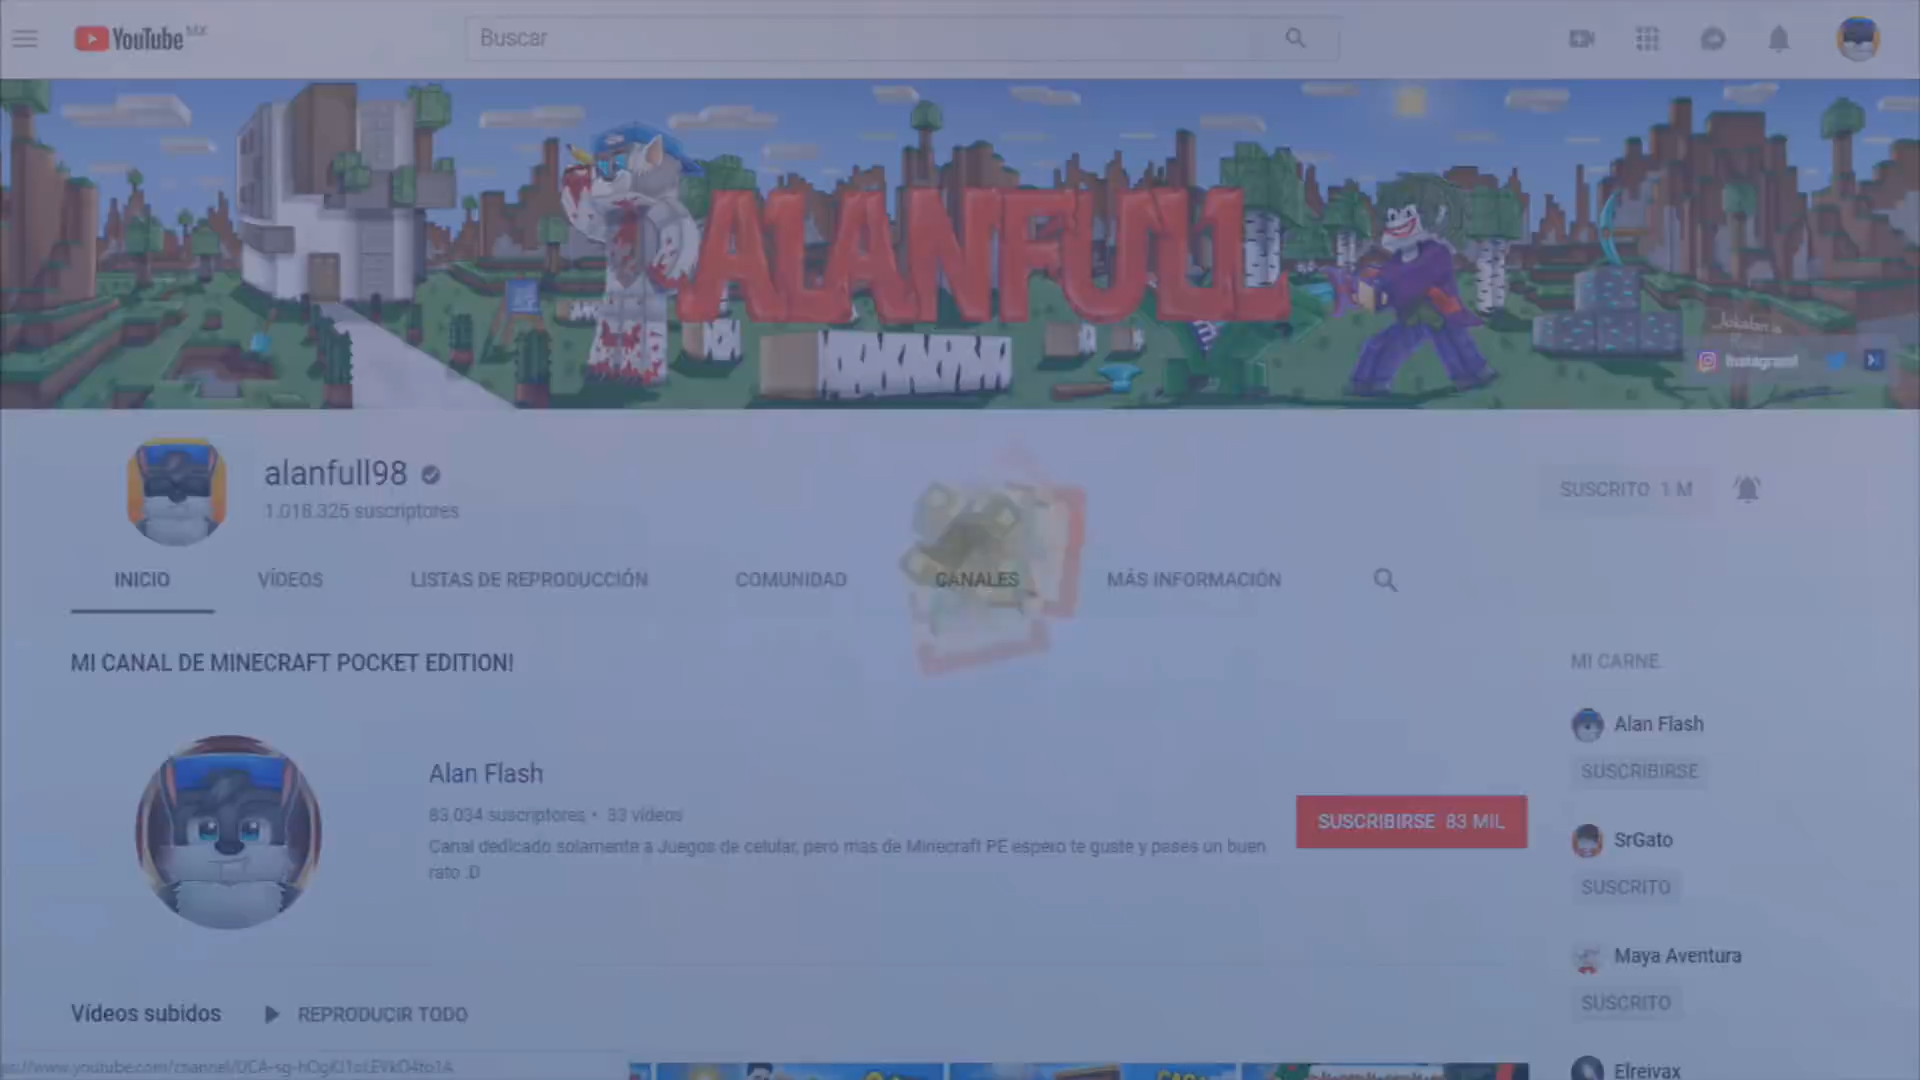 YouTube MX
Buscar
ALANFULL
Instagram
alanfull98
1.018.325 suscriptores
SUSCRITO 1 M
INICIO
VÍDEOS
LISTAS DE REPRODUCCIÓN
COMUNIDAD
CANALES
MÁS INFORMACIÓN
MI CANAL DE MINECRAFT POCKET EDITION!
Alan Flash
83.034 suscriptores • 33 vídeos
Canal dedicado solamente a Juegos de celular, pero mas de Minecraft PE espero te guste y pases un buen
rato :D
SUSCRIBIRSE 83 MIL
MI CARNE
Alan Flash
SUSCRIBIRSE
SrGato
SUSCRITO
Maya Aventura
SUSCRITO
Elreivax
Vídeos subidos
REPRODUCIR TODO